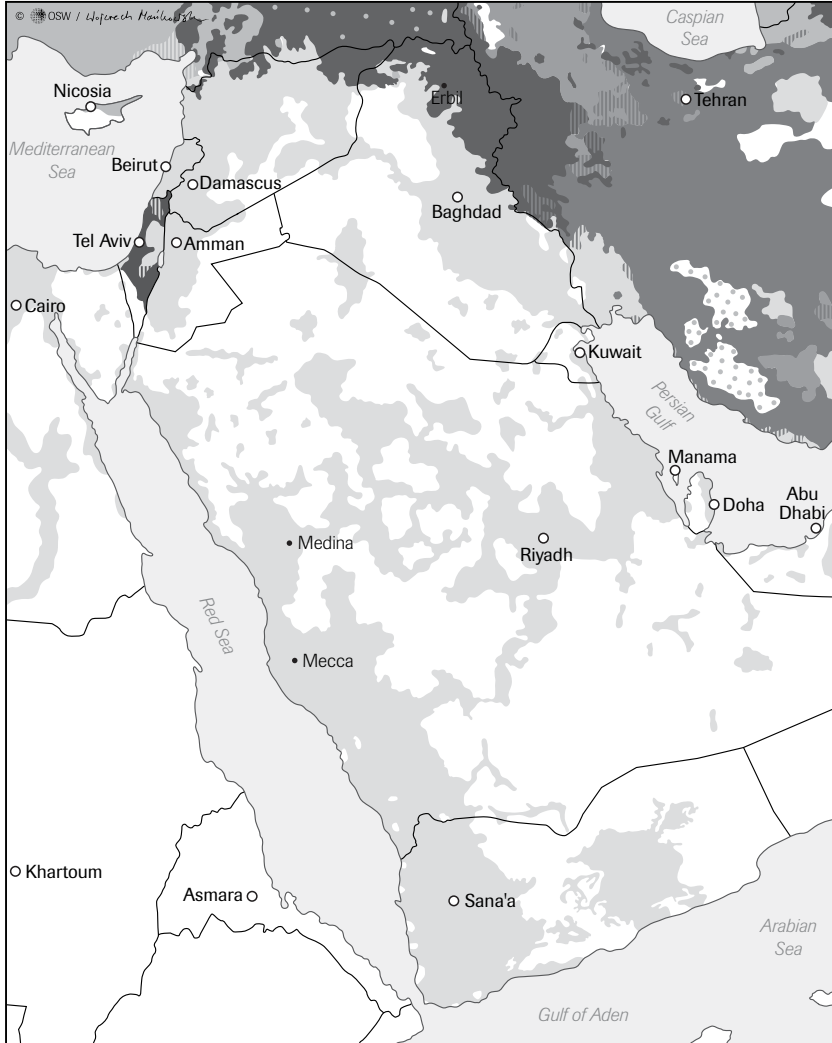 © OSW / Wojciech Mańkowski
Caspian
Sea
Nicosia
Tehran
Erbil
Mediterranean
Sea
Beirut
Damascus
Baghdad
Tel Aviv
Amman
Cairo
Kuwait
Persian
Gulf
Manama
Doha
Abu
Dhabi
Medina
Riyadh
Red Sea
Mecca
Khartoum
Asmara
Sana'a
Arabian
Sea
Gulf of Aden